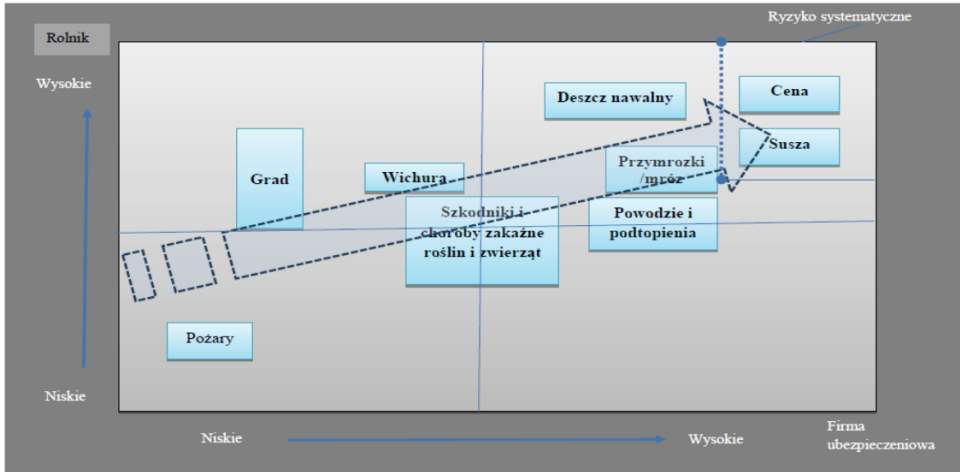 Ryzyko systematyczne
Rolnik
Wysokie
Deszcz nawalny
Cena
Susza
Grad
Wichura
Przymrozki
/mróz
Szkodniki i
choroby zakaźne
roślin i zwierząt
Powodzie i
podtopienia
Pożary
Niskie
Niskie
Wysokie
Firma
ubezpieczeniowa